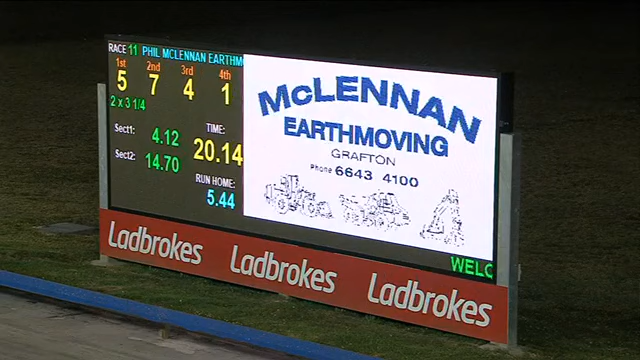 RACE 11 PHIL MCLENNAN EARTHM
1st 2nd 3rd 4th
5 7 4 1
2 x 3 1/4
Sect1: 4.12
Sect2: 14.70
TIME:
20.14
RUN HOME:
5.44
McLENNAN
EARTHMOVING
GRAFTON
Phone 6643 4100
WELC
Ladbrokes Ladbrokes Ladbrokes